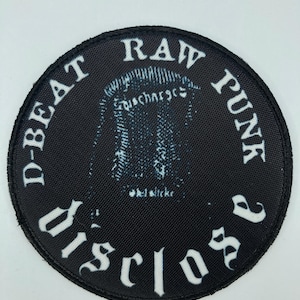 D-BEAT RAW PUNK
Discharge
disclose